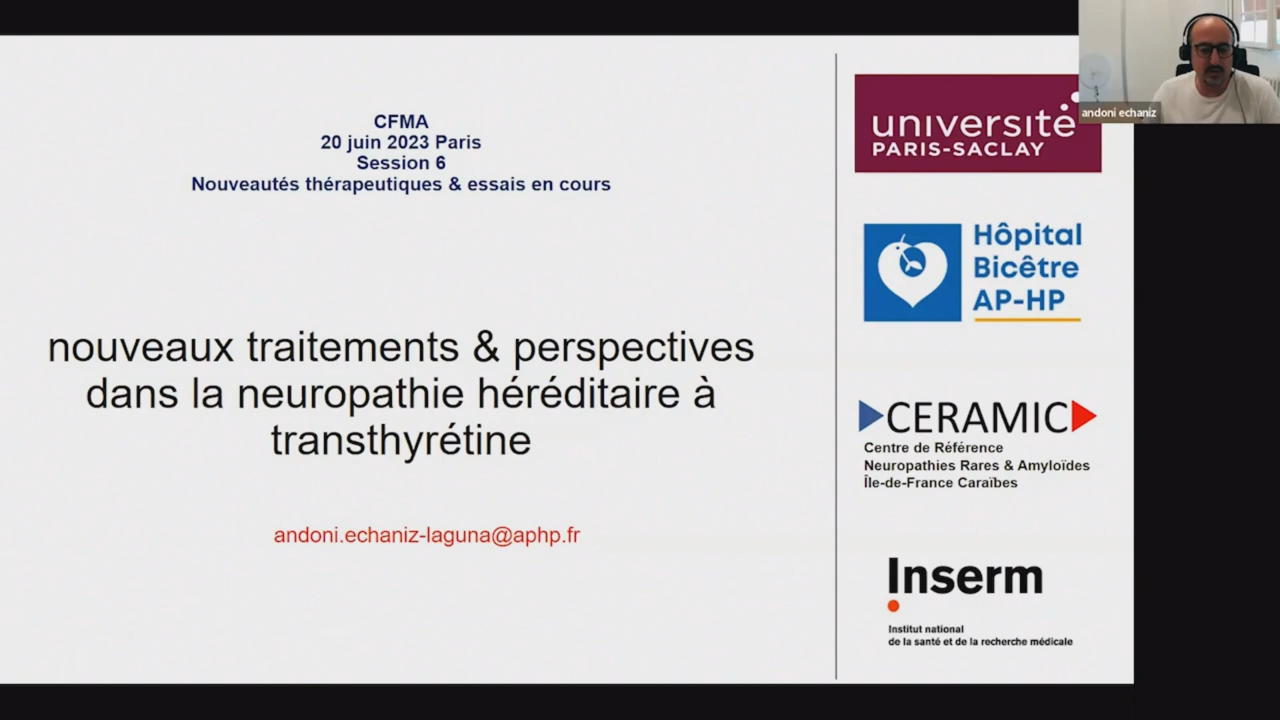 CFMA
20 juin 2023 Paris
Session 6
Nouveautés thérapeutiques & essais en cours
nouveaux traitements & perspectives
dans la neuropathie héréditaire à
transthyrétine
andoni.echaniz-laguna@aphp.fr
université
PARIS-SACLAY
Hôpital
Bicêtre
AP-HP
CERAMIC
Centre de Référence
Neuropathies Rares & Amyloïdes
Île-de-France Caraïbes
Inserm
Institut national
de la santé et de la recherche médicale
andoni echaniz